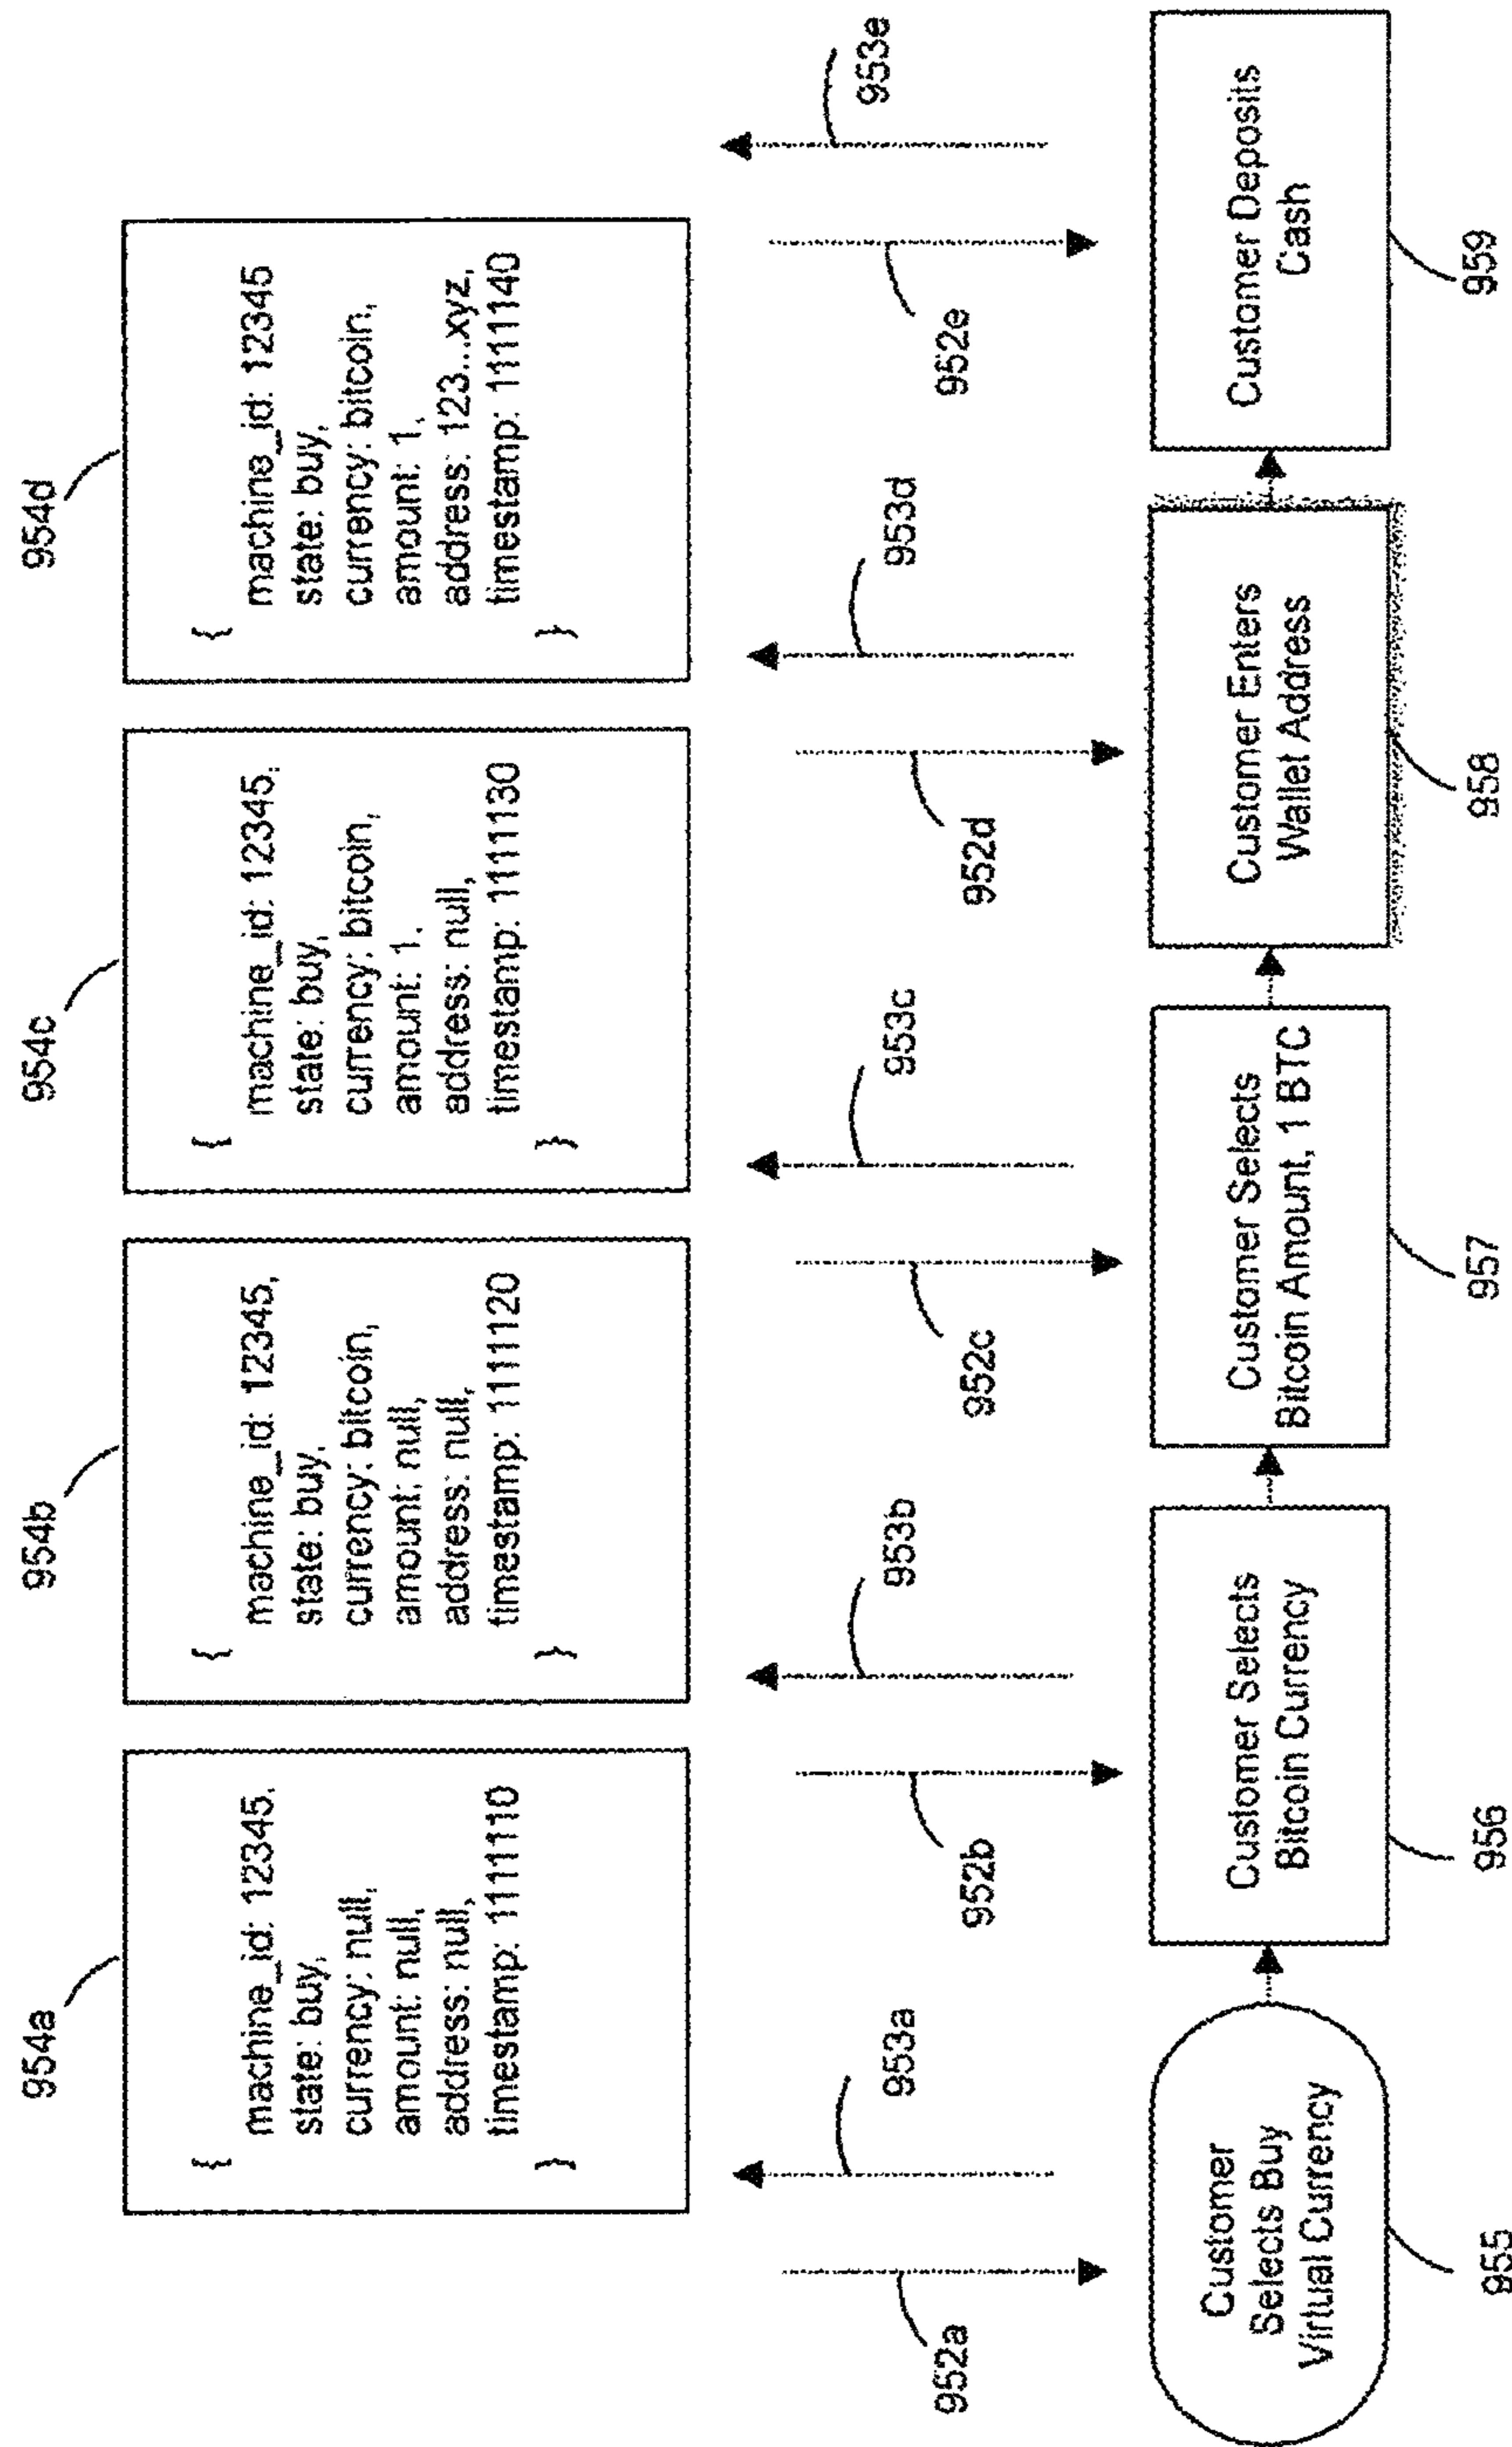 954a
{
machine_id: 12345,
state: buy,
currency: null,
amount: null,
address: null,
timestamp: 1111110
}
954b
{
machine_id: 12345,
state: buy,
currency: bitcoin,
amount: null,
address: null,
timestamp: 1111120
}
954c
{
machine_id: 12345,
state: buy,
currency: bitcoin,
amount: 1,
address: null,
timestamp: 1111130
}
954d
{
machine_id: 12345
state: buy,
currency: bitcoin,
amount: 1,
address: 123...xyz,
timestamp: 1111140
}
952a
953a
952b
953b
952c
953c
952d
953d
952e
953e
Customer
Selects Buy
Virtual Currency
955
Customer Selects
Bitcoin Currency
956
Customer Selects
Bitcoin Amount, 1 BTC
957
Customer Enters
Wallet Address
958
Customer Deposits
Cash
959